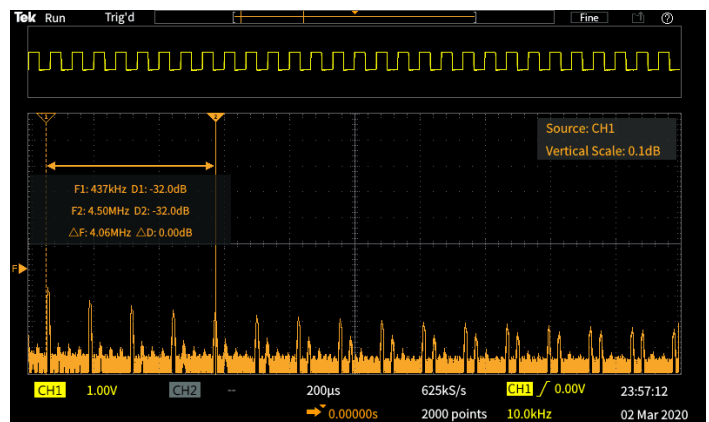 Tek Run Trig'd Fine
1 2
Source: CH1
Vertical Scale: 0.1dB
F1: 437kHz D1: -32.0dB
F2: 4.50MHz D2: -32.0dB
△F: 4.06MHz △D: 0.00dB
F
CH1 1.00V CH2 -- 200μs 625kS/s CH1 0.00V 23:57:12
0.00000s 2000 points 10.0kHz 02 Mar 2020